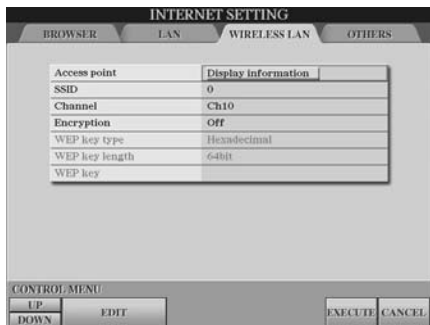 INTERNET SETTING
BROWSER LAN WIRELESS LAN OTHERS
Access point Display information
SSID 0
Channel Ch10
Encryption Off
WEP key type Hexadecimal
WEP key length 64bit
WEP key
CONTROL MENU
UP
DOWN EDIT EXECUTE CANCEL